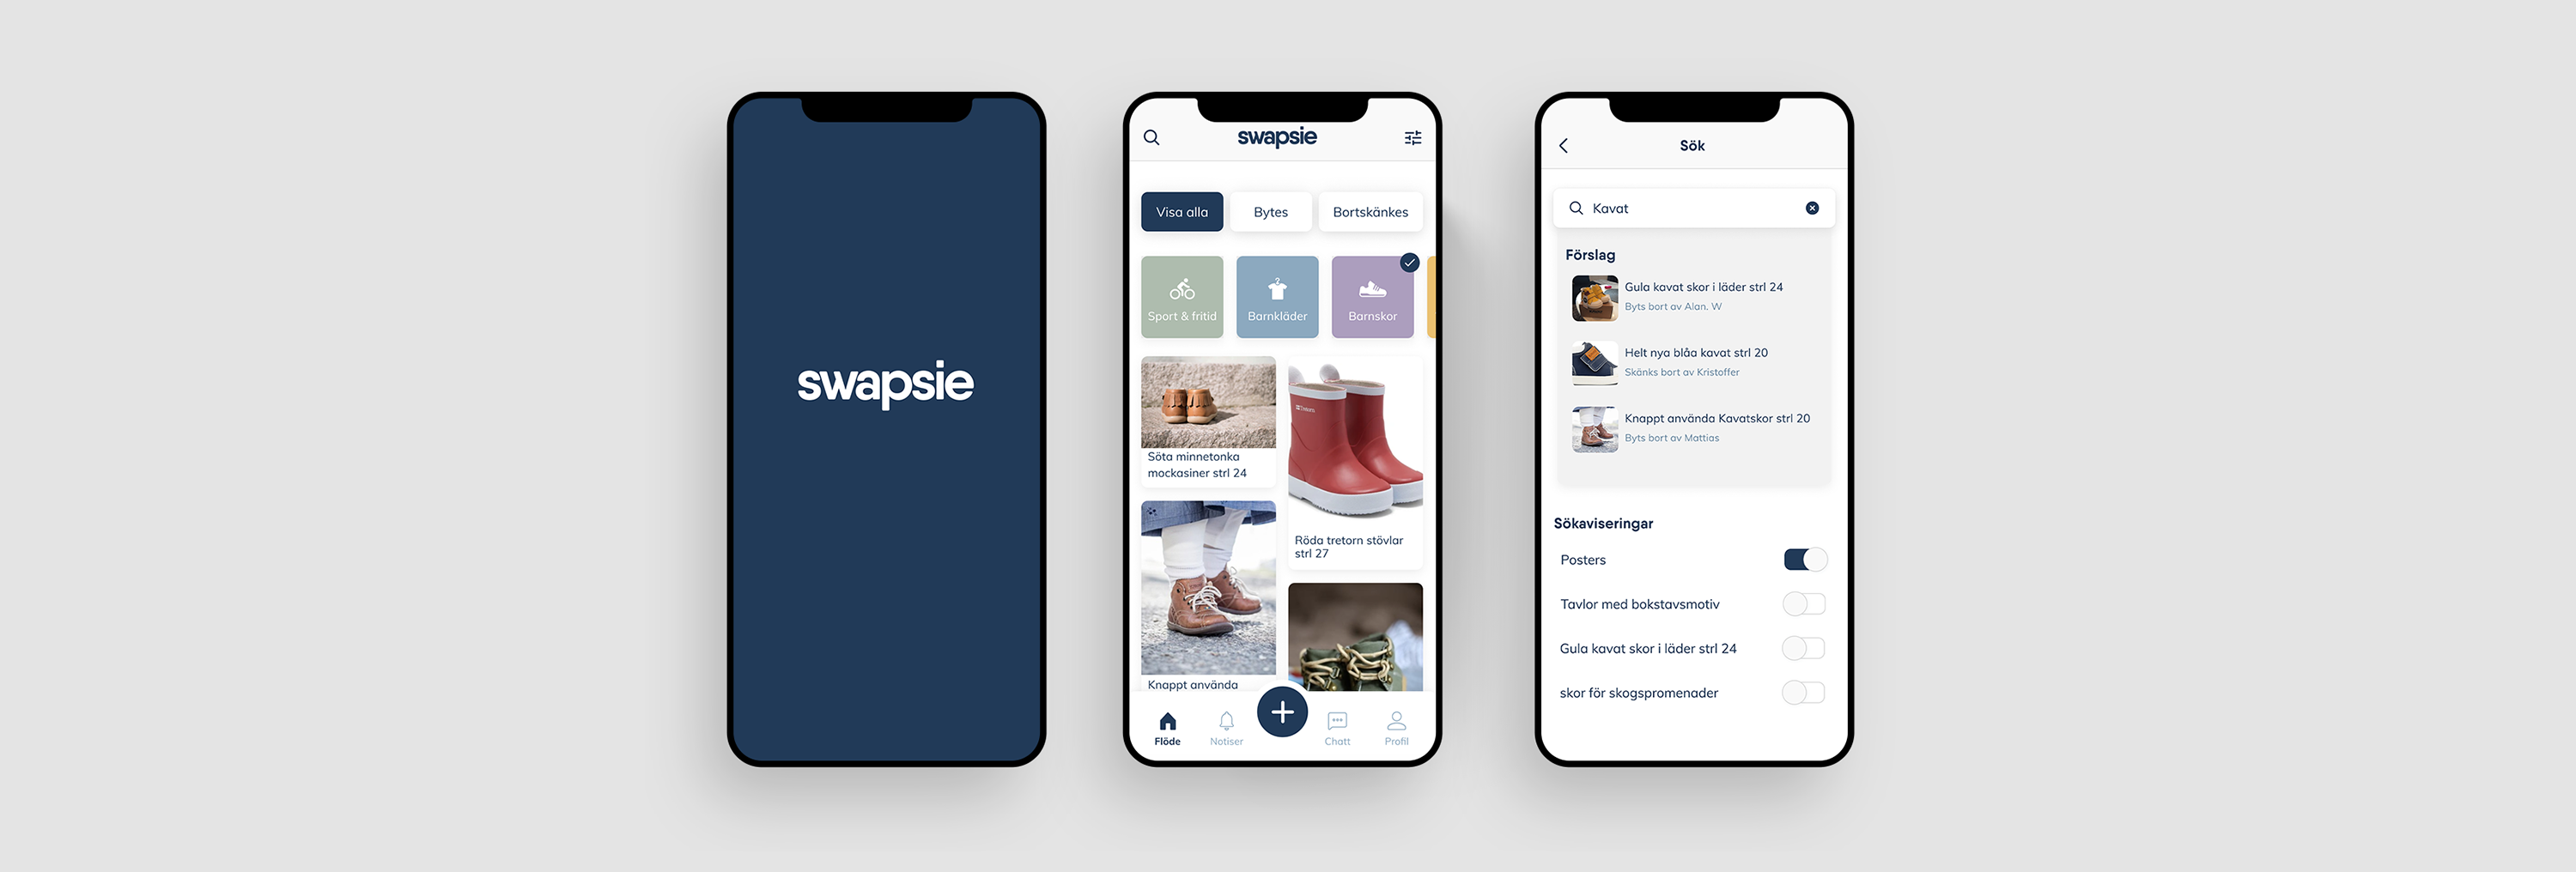 swapsie
swapsie
Visa alla
Bytes
Bortskänkes
Sport & fritid
Barnkläder
Barnskor
Söta minnetonka
mockasiner strl 24
Tretorn
Röda tretorn stövlar
strl 27
Knappt använda
Flöde
Notiser
Chatt
Profil
Sök
Kavat
Förslag
Gula kavat skor i läder strl 24
Byts bort av Alan. W
Helt nya blåa kavat strl 20
Skänks bort av Kristoffer
Knappt använda Kavatskor strl 20
Byts bort av Mattias
Sökaviseringar
Posters
Tavlor med bokstavsmotiv
Gula kavat skor i läder strl 24
skor för skogspromenader